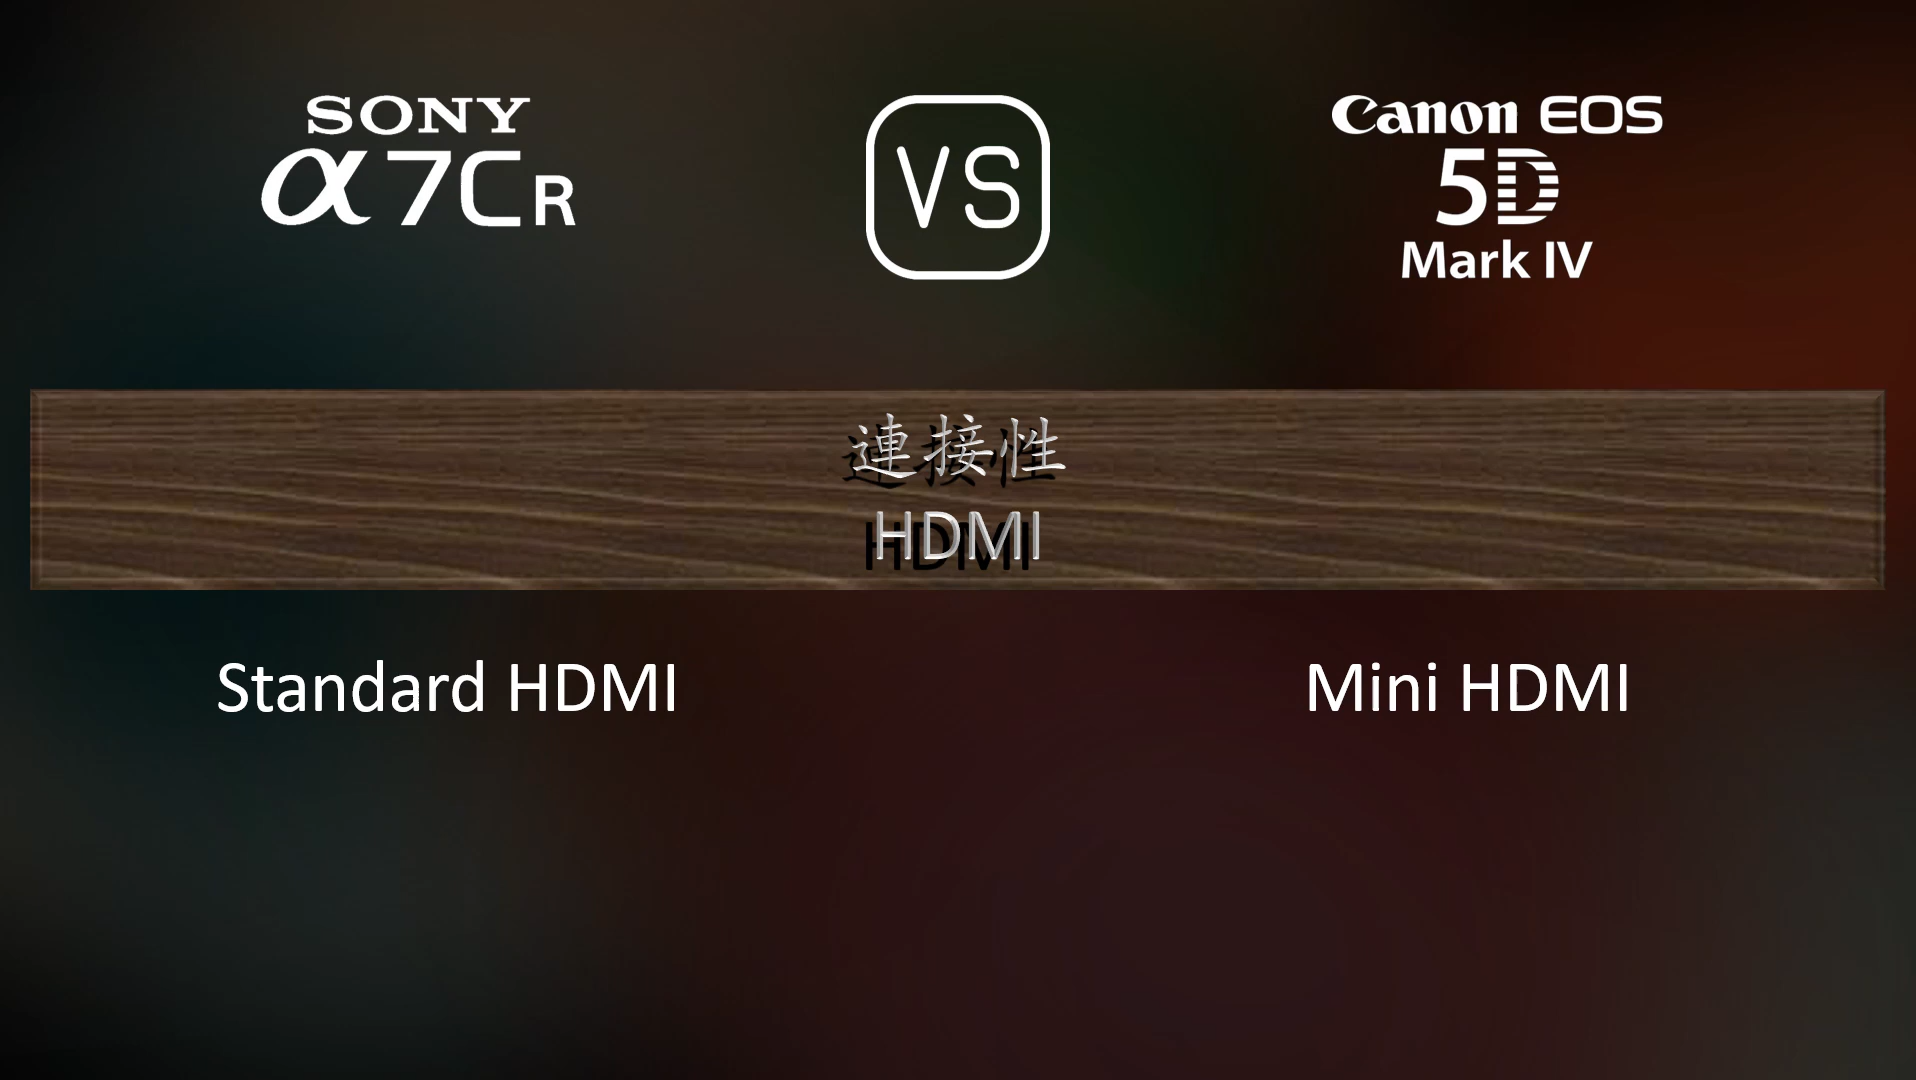 SONY
α7CR
VS
Canon EOS
5D
Mark IV
連接性
HDMI
Standard HDMI
Mini HDMI